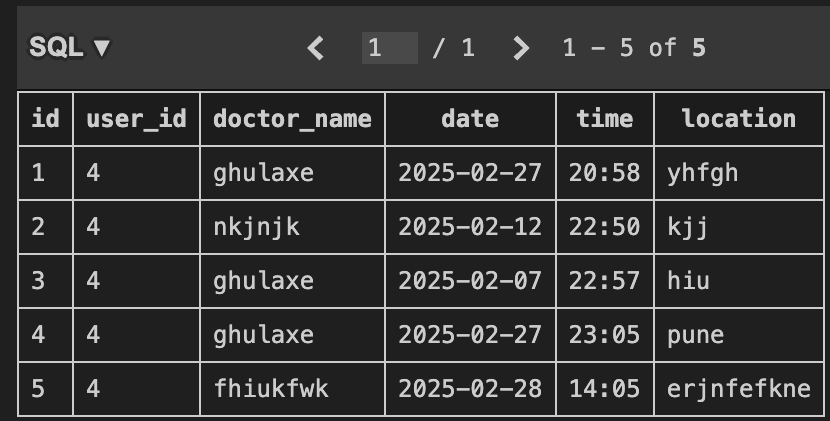 SQL ▼ < 1 / 1 > 1 - 5 of 5
id user_id doctor_name date time location
1 4 ghulaxe 2025-02-27 20:58 yhfgh
2 4 nkjnjk 2025-02-12 22:50 kjj
3 4 ghulaxe 2025-02-07 22:57 hiu
4 4 ghulaxe 2025-02-27 23:05 pune
5 4 fhiukfwk 2025-02-28 14:05 erjnfefkne